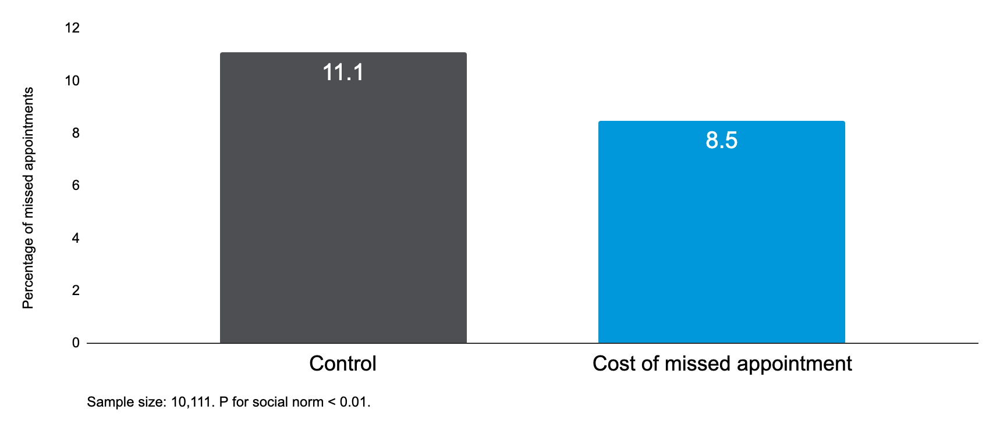 Percentage of missed appointments
12
10
8
6
4
2
0
11.1
8.5
Control
Cost of missed appointment
Sample size: 10,111. P for social norm < 0.01.